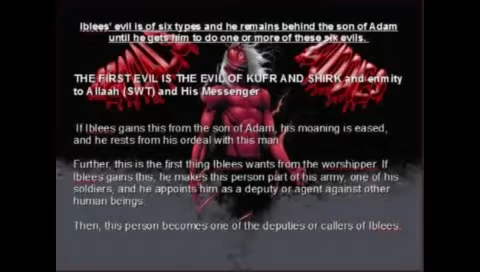 Iblees' evil is of six types and he remains behind the son of Adam
until he gets him to do one or more of these six evils.
THE FIRST EVIL IS THE EVIL OF KUFR AND SHIRK and enmity
to Allaah (SWT) and His Messenger
If Iblees gains this from the son of Adam, his moaning is eased,
and he rests from his ordeal with this man.
Further, this is the first thing Iblees wants from the worshipper. If
Iblees gains this, he makes this person part of his army, one of his
soldiers, and he appoints him as a deputy or agent against other
human beings.
Then, this person becomes one of the deputies or callers of Iblees.